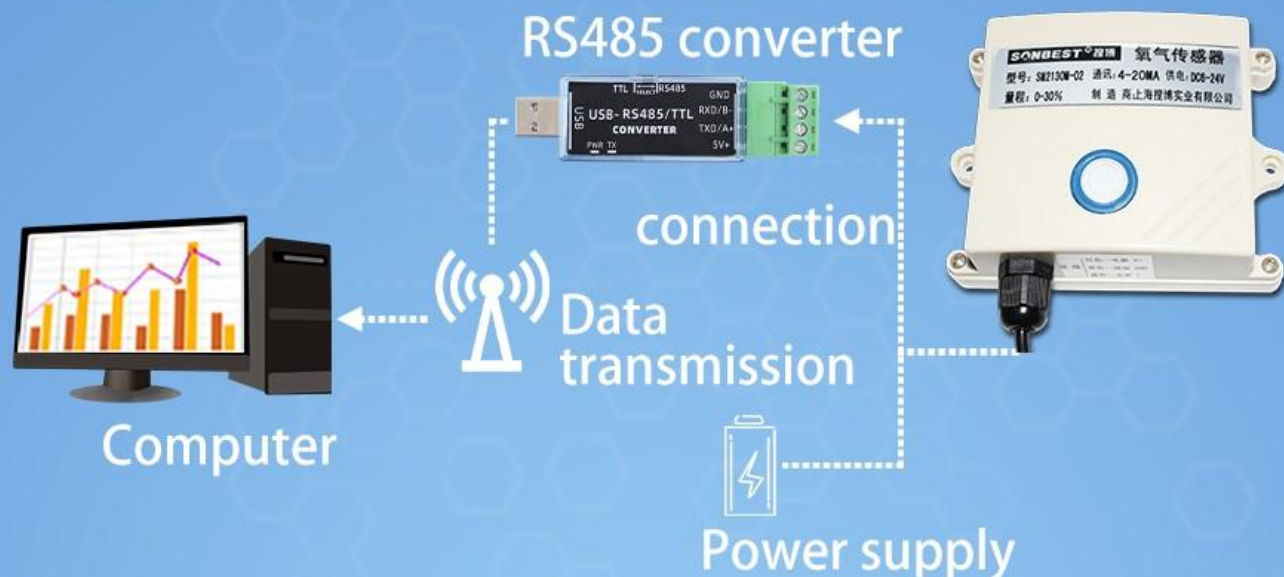 RS485 converter
TTL SELECT RS485
USB
USB-RS485/TTL
CONVERTER
PWR TX
GND
RXD/B-
TXD/A+
5V+
SONBEST® 搜博 氧气传感器
型号: SM2130M-02 通讯: 4-20MA 供电: DC6-24V
量程: 0-30% 制 造 商上海搜博实业有限公司
connection
Data
transmission
Computer
Power supply